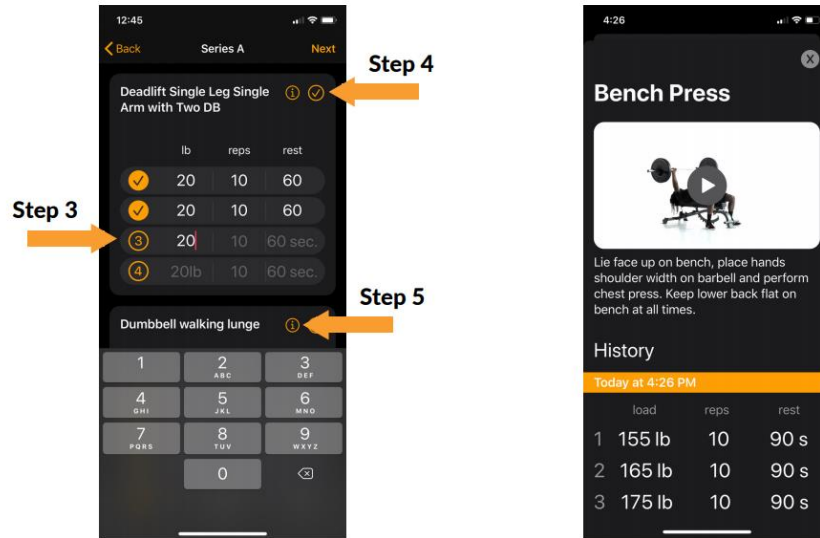 12:45
Back Series A Next
Step 4
Deadlift Single Leg Single
Arm with Two DB
lb reps rest
20 10 60
20 10 60
Step 3
3 20 10 60 sec.
4 20lb 10 60 sec.
Step 5
Dumbbell walking lunge
1 2 3
ABC DEF
4 5 6
GHI JKL MNO
7 8 9
PQRS TUV WXYZ
0
4:26
X
Bench Press
Lie face up on bench, place hands
shoulder width on barbell and perform
chest press. Keep lower back flat on
bench at all times.
History
Today at 4:26 PM
load reps rest
1 155 lb 10 90 s
2 165 lb 10 90 s
3 175 lb 10 90 s